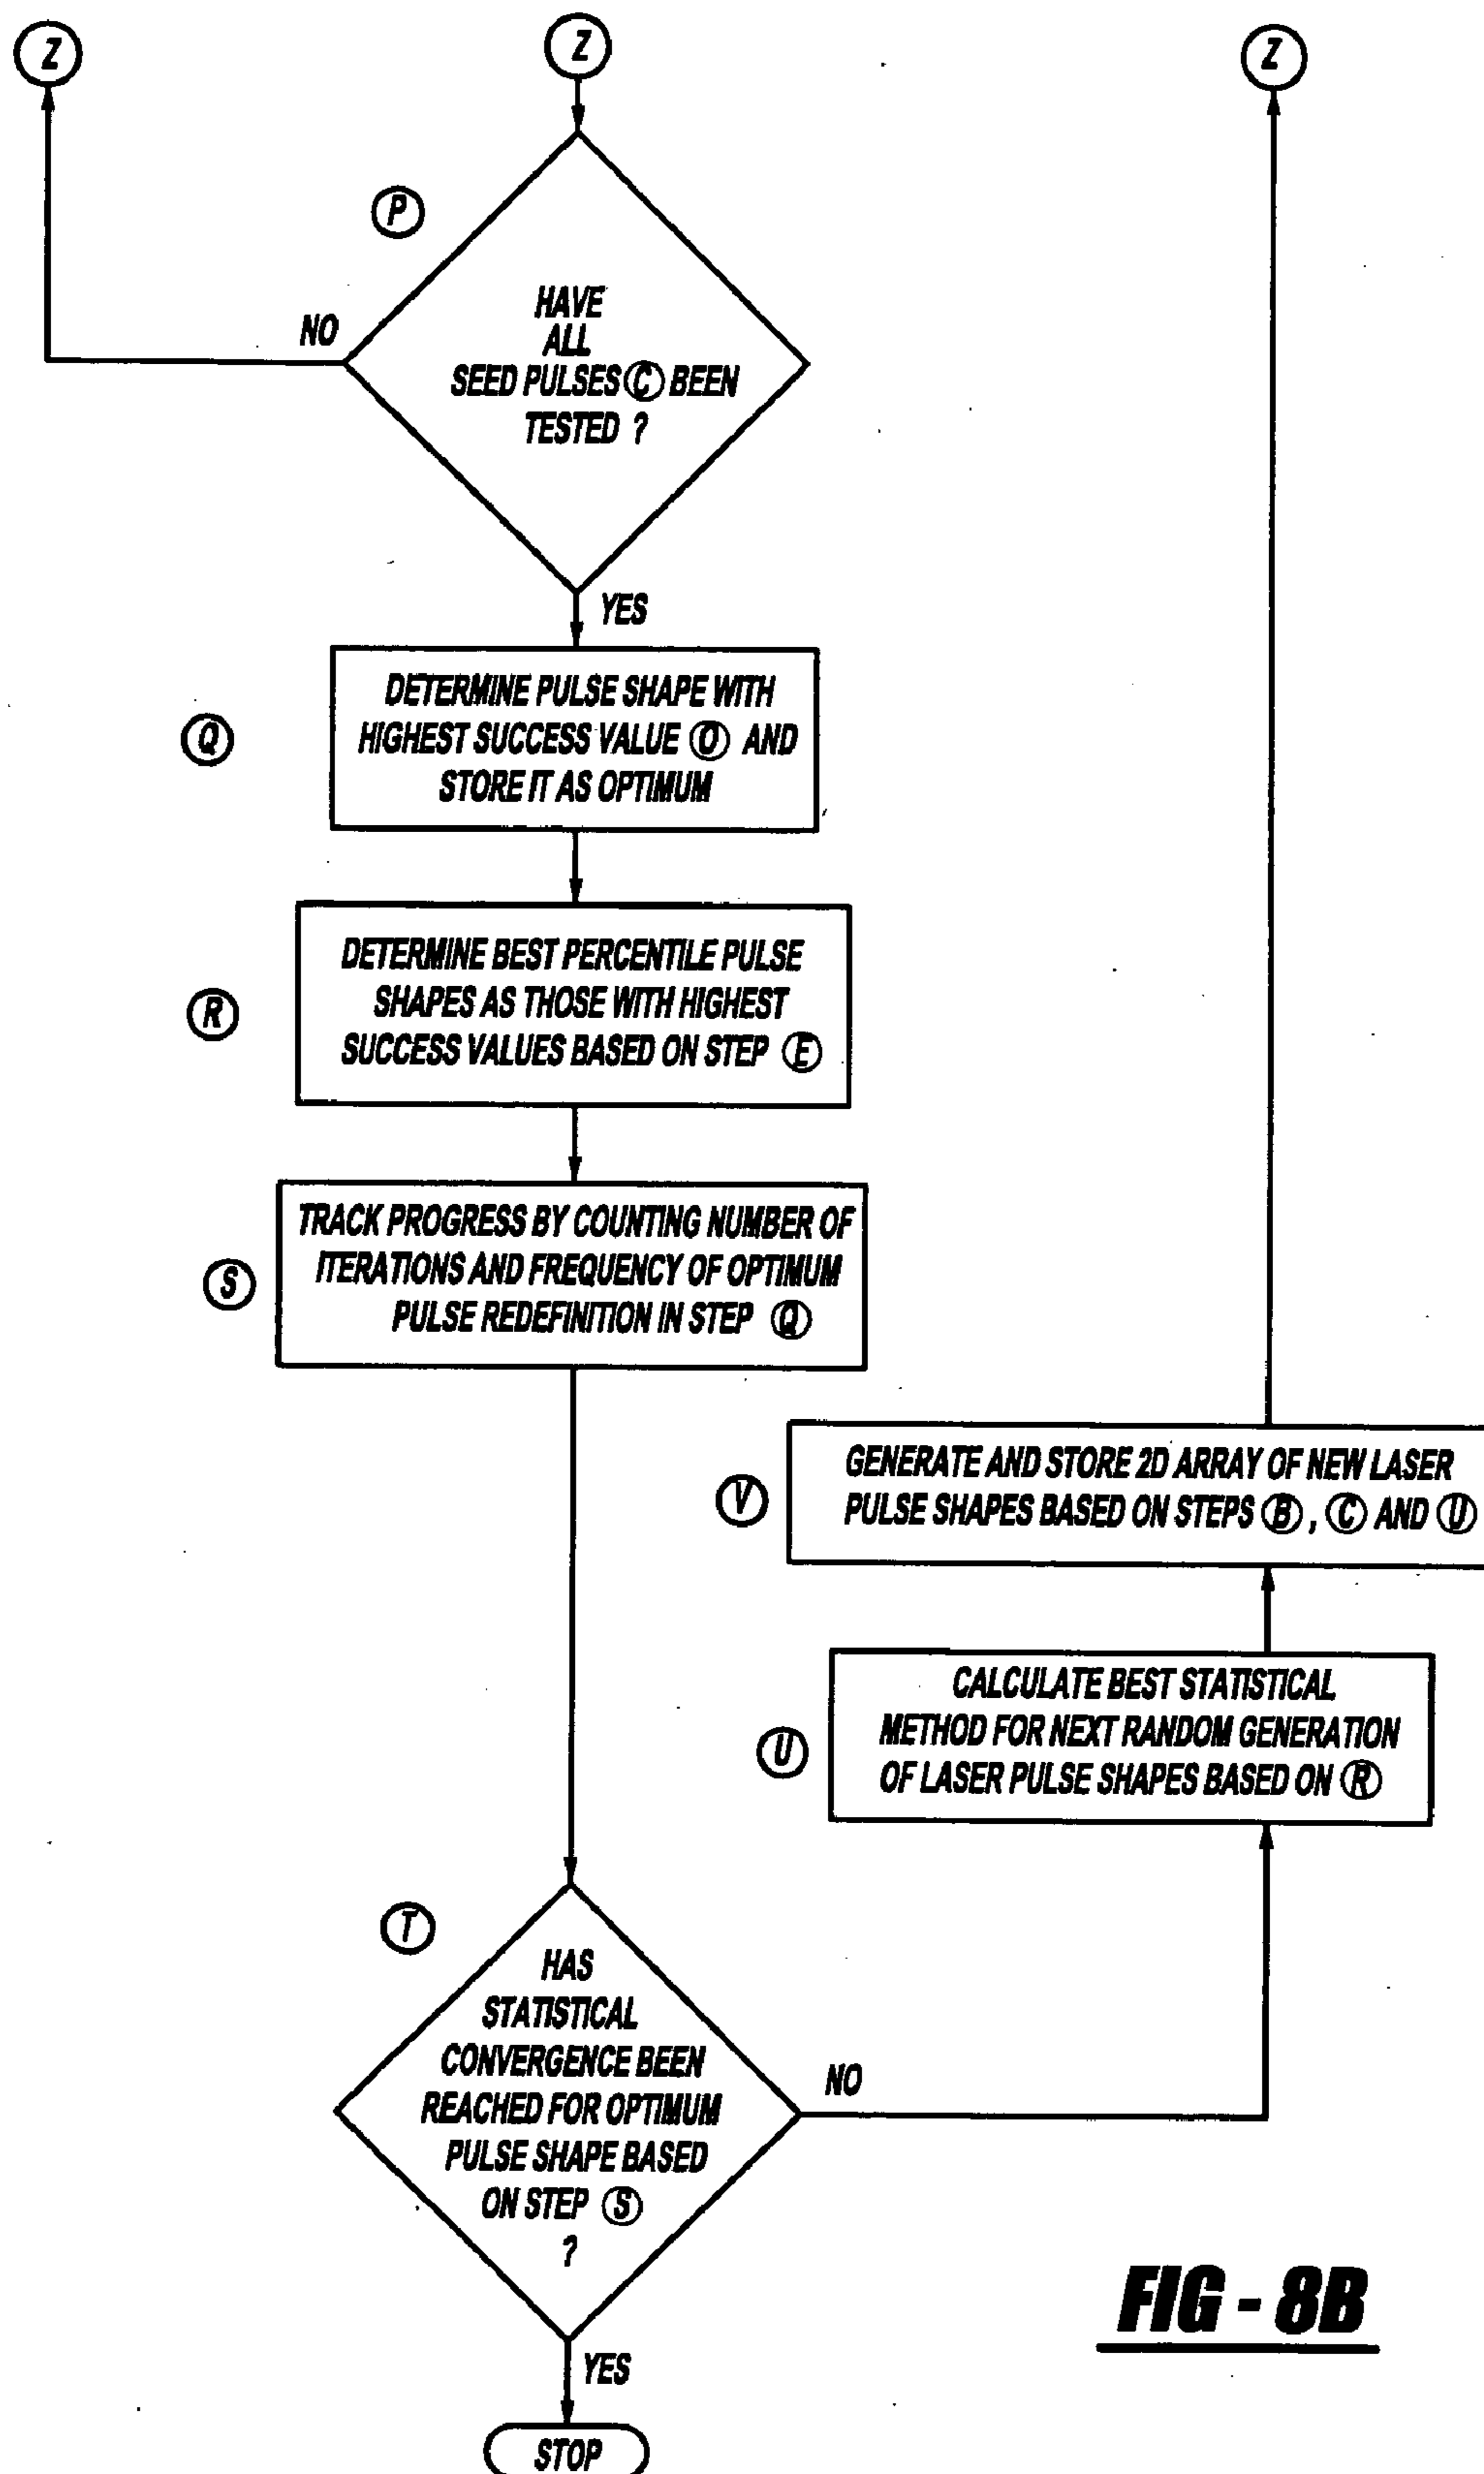 Z
Z
Z
P
HAVE
ALL
SEED PULSES C BEEN
TESTED ?
NO
YES
Q
DETERMINE PULSE SHAPE WITH
HIGHEST SUCCESS VALUE O AND
STORE IT AS OPTIMUM
R
DETERMINE BEST PERCENTILE PULSE
SHAPES AS THOSE WITH HIGHEST
SUCCESS VALUES BASED ON STEP E
S
TRACK PROGRESS BY COUNTING NUMBER OF
ITERATIONS AND FREQUENCY OF OPTIMUM
PULSE REDEFINITION IN STEP Q
V
GENERATE AND STORE 2D ARRAY OF NEW LASER
PULSE SHAPES BASED ON STEPS B , C AND U
U
CALCULATE BEST STATISTICAL
METHOD FOR NEXT RANDOM GENERATION
OF LASER PULSE SHAPES BASED ON R
T
HAS
STATISTICAL
CONVERGENCE BEEN
REACHED FOR OPTIMUM
PULSE SHAPE BASED
ON STEP S
?
NO
YES
STOP
FIG - 8B